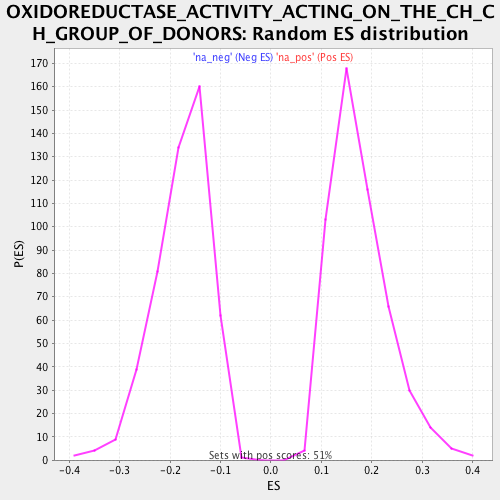 OXIDOREDUCTASE_ACTIVITY_ACTING_ON_THE_CH_C
H_GROUP_OF_DONORS: Random ES distribution
'na_neg' (Neg ES) 'na_pos' (Pos ES)
170
160
150
140
130
120
110
100
90
80
70
60
50
40
30
20
10
0
P(ES)
Sets with pos scores: 51%
-0.4 -0.3 -0.2 -0.1 0.0 0.1 0.2 0.3 0.4
ES